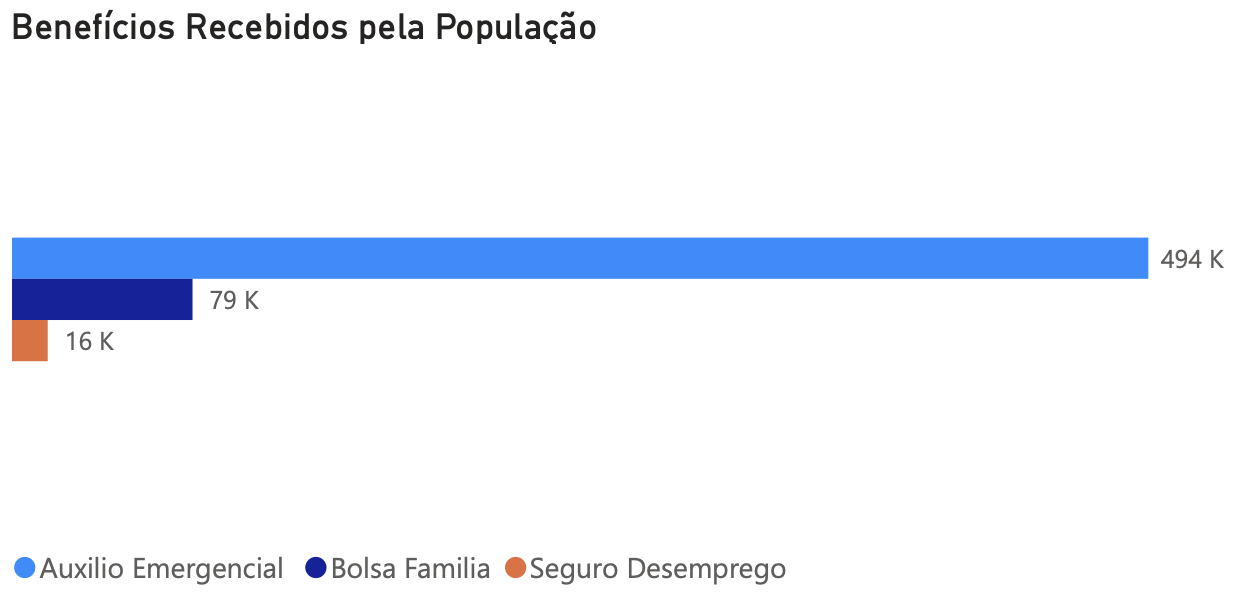 Benefícios Recebidos pela População
494 K
79 K
16 K
Auxilio Emergencial Bolsa Familia Seguro Desemprego